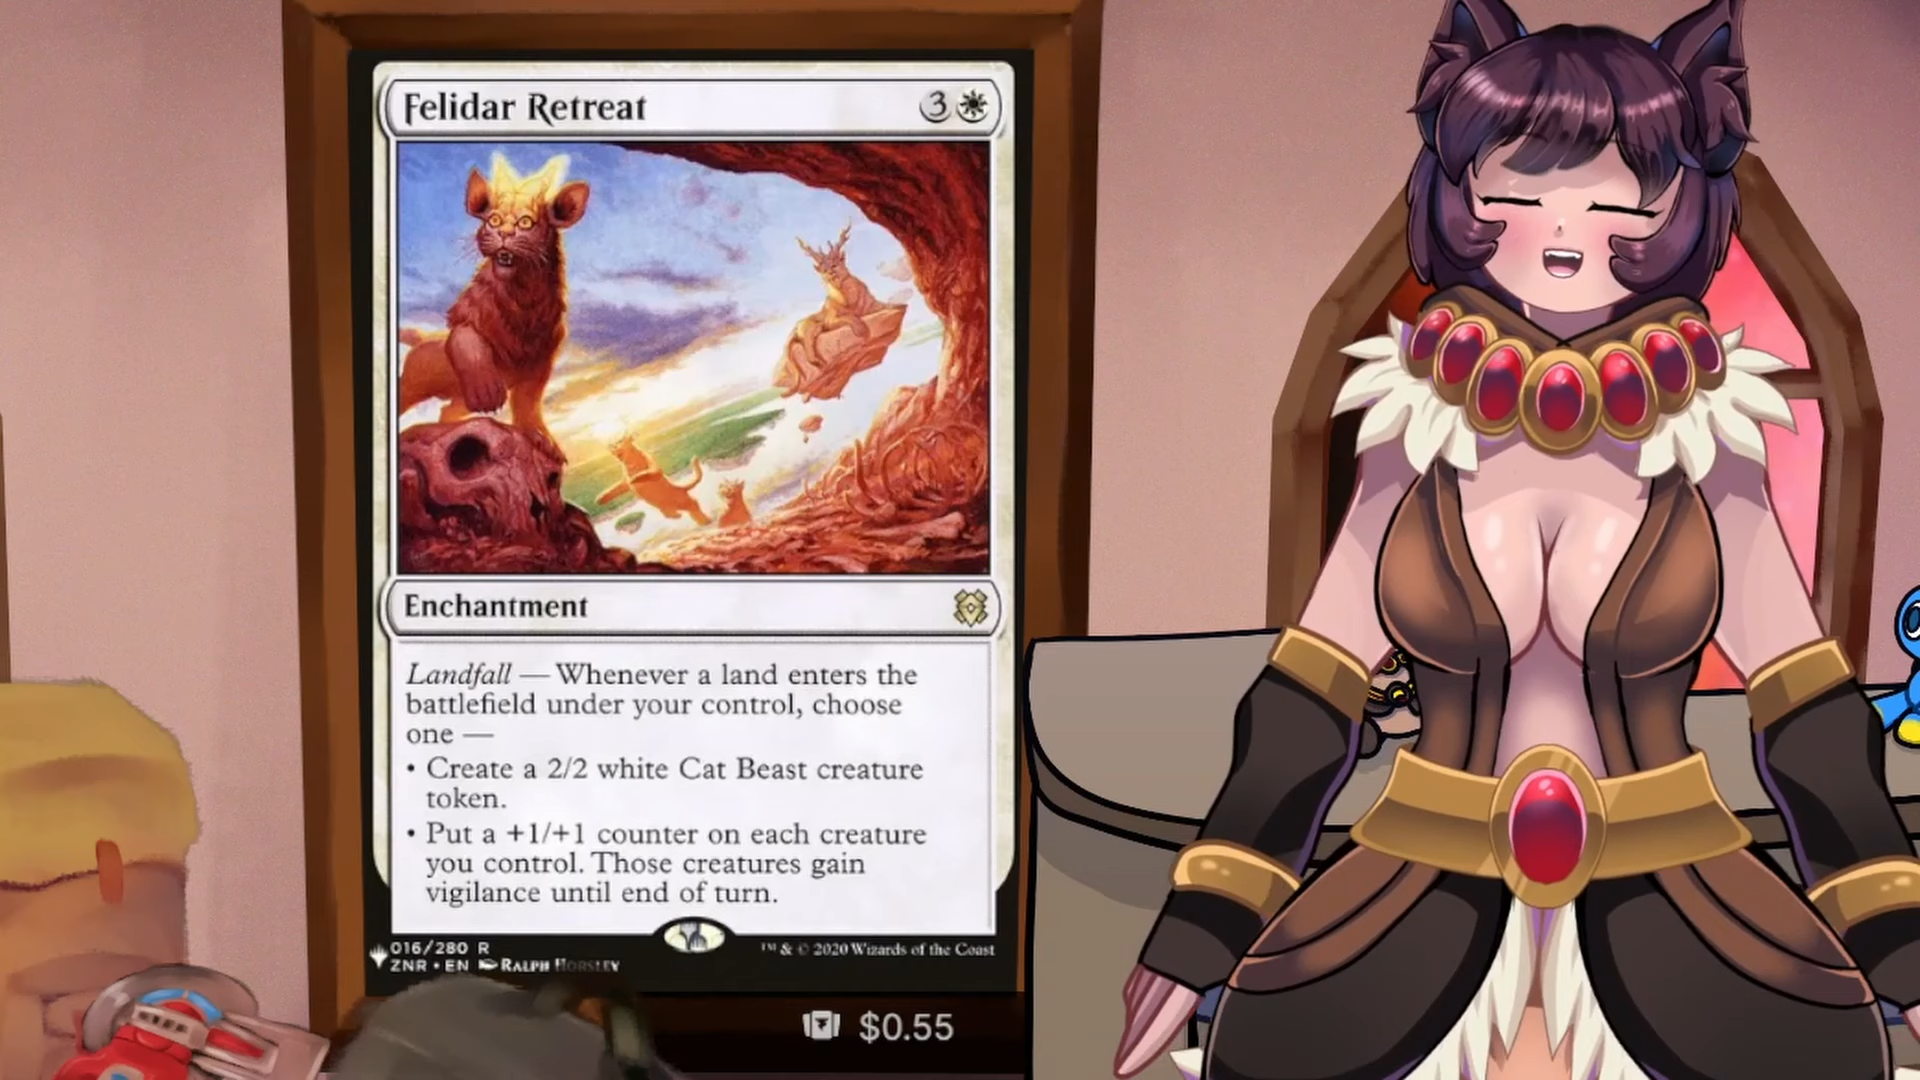 Felidar Retreat 3
Enchantment
Landfall — Whenever a land enters the
battlefield under your control, choose
one —
• Create a 2/2 white Cat Beast creature
token.
• Put a +1/+1 counter on each creature
you control. Those creatures gain
vigilance until end of turn.
016/280 R
ZNR • EN Ralph Horsley
™ & © 2020 Wizards of the Coast
$0.55